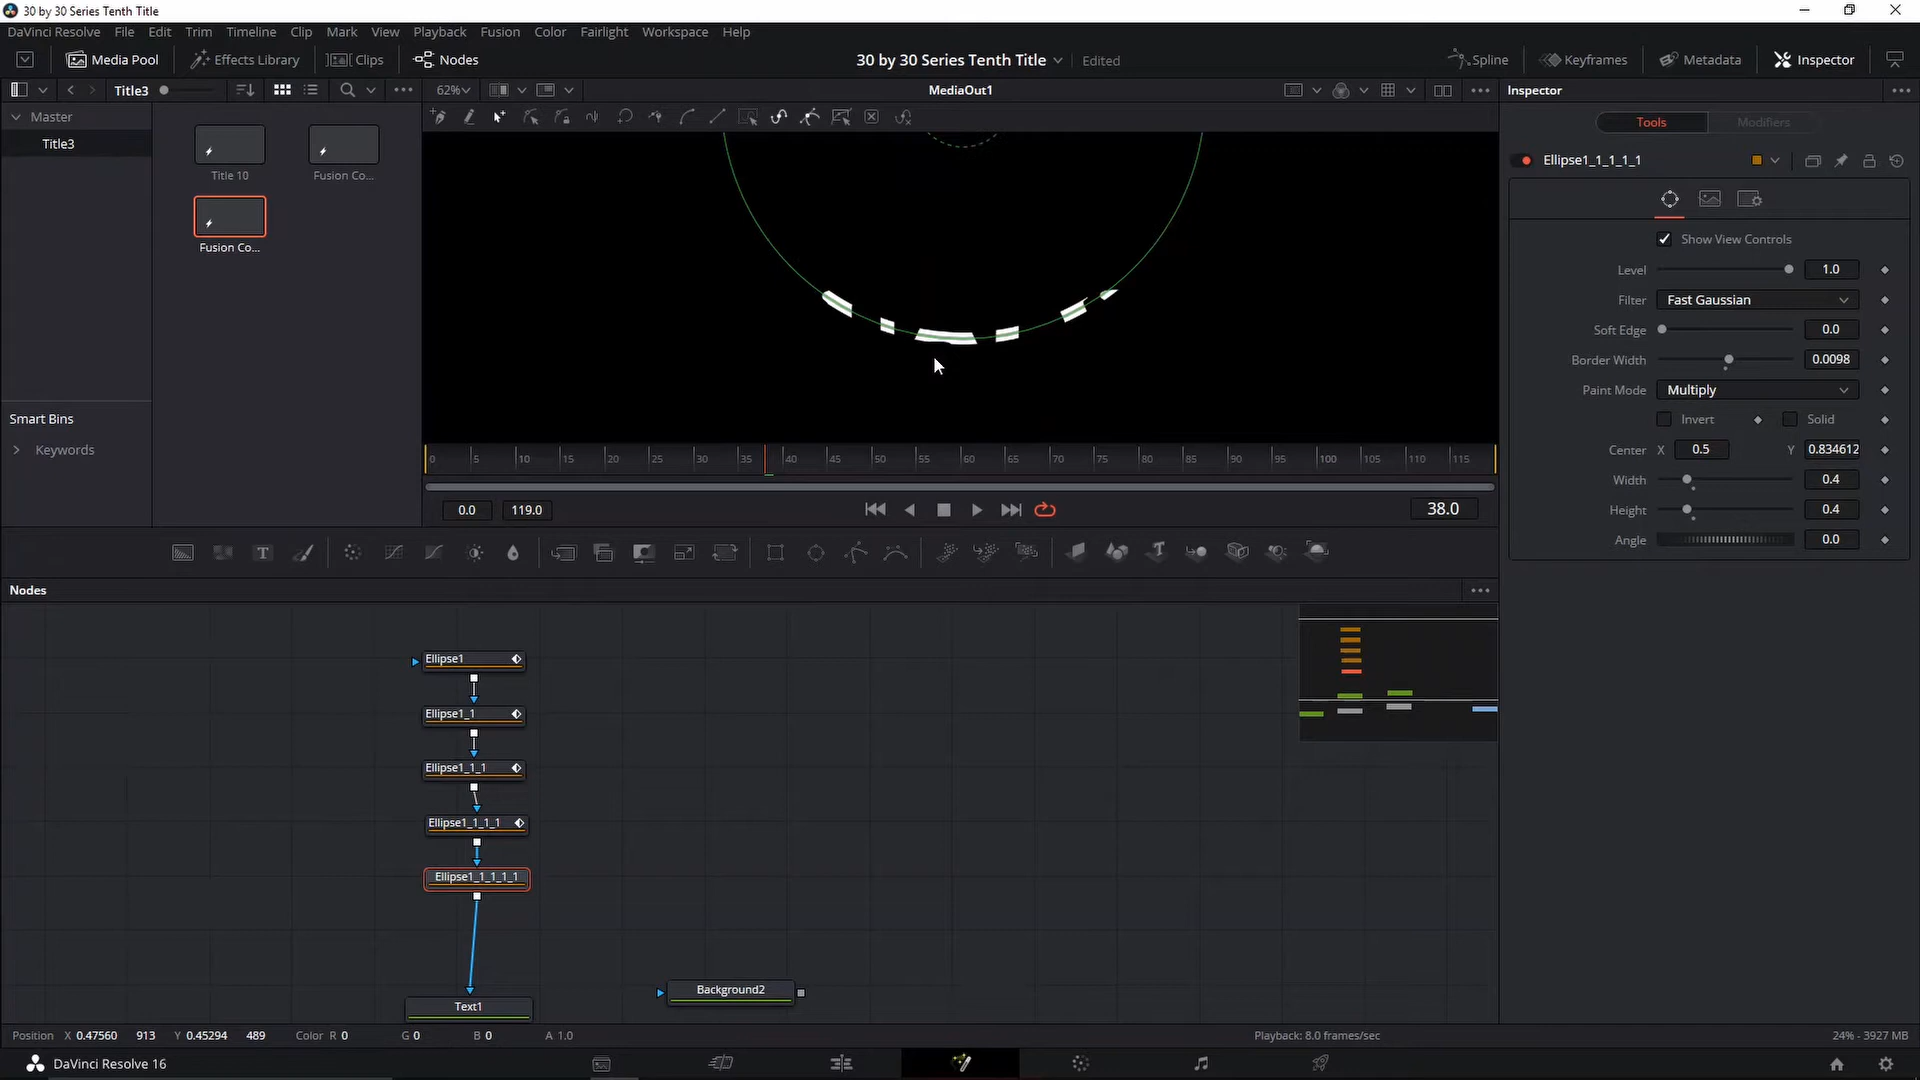 30 by 30 Series Tenth Title
DaVinci Resolve File Edit Trim Timeline Clip Mark View Playback Fusion Color Fairlight Workspace Help
Media Pool Effects Library Clips Nodes 30 by 30 Series Tenth Title Edited Spline Keyframes Metadata Inspector
Title3 62% MediaOut1 Inspector
Master
Title3
Title 10
Fusion Co...
Fusion Co...
Smart Bins
Keywords
0 5 10 15 20 25 30 35 40 45 50 55 60 65 70 75 80 85 90 95 100 105 110 115
0.0 119.0 38.0
Tools Modifiers
Ellipse1_1_1_1_1
Show View Controls
Level 1.0
Filter Fast Gaussian
Soft Edge 0.0
Border Width 0.0098
Paint Mode Multiply
Invert Solid
Center X 0.5 Y 0.834612
Width 0.4
Height 0.4
Angle 0.0
T
Nodes
Ellipse1
Ellipse1_1
Ellipse1_1_1
Ellipse1_1_1_1
Ellipse1_1_1_1_1
Background2
Text1
Position X 0.47560 913 Y 0.45294 489 Color R 0 G 0 B 0 A 1.0 Playback: 8.0 frames/sec 24% - 3927 MB
DaVinci Resolve 16